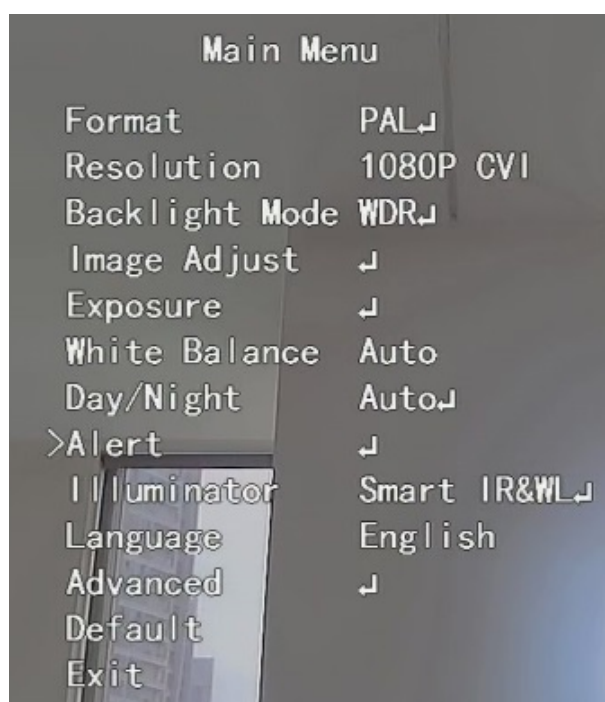 Main Menu
Format PAL↵
Resolution 1080P CVI
Backlight Mode WDR↵
Image Adjust ↵
Exposure ↵
White Balance Auto
Day/Night Auto↵
>Alert ↵
Illuminator Smart IR&WL↵
Language English
Advanced ↵
Default
Exit